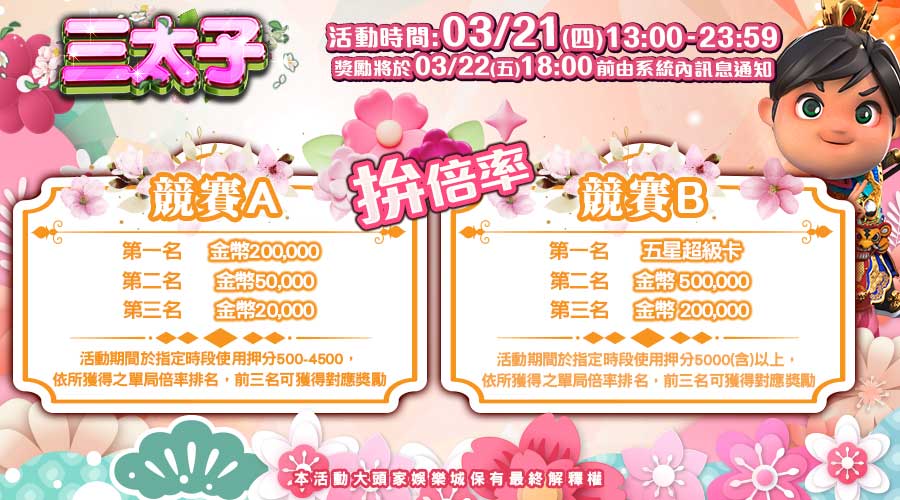 三太子
活動時間:03/21(四)13:00-23:59
獎勵將於 03/22(五)18:00 前由系統內訊息通知
拚倍率
競賽A
第一名 金幣200,000
第二名 金幣50,000
第三名 金幣20,000
活動期間於指定時段使用押分500-4500，
依所獲得之單局倍率排名，前三名可獲得對應獎勵
競賽B
第一名 五星超級卡
第二名 金幣 500,000
第三名 金幣 200,000
活動期間於指定時段使用押分5000(含)以上，
依所獲得之單局倍率排名，前三名可獲得對應獎勵
本活動大頭家娛樂城保有最終解釋權